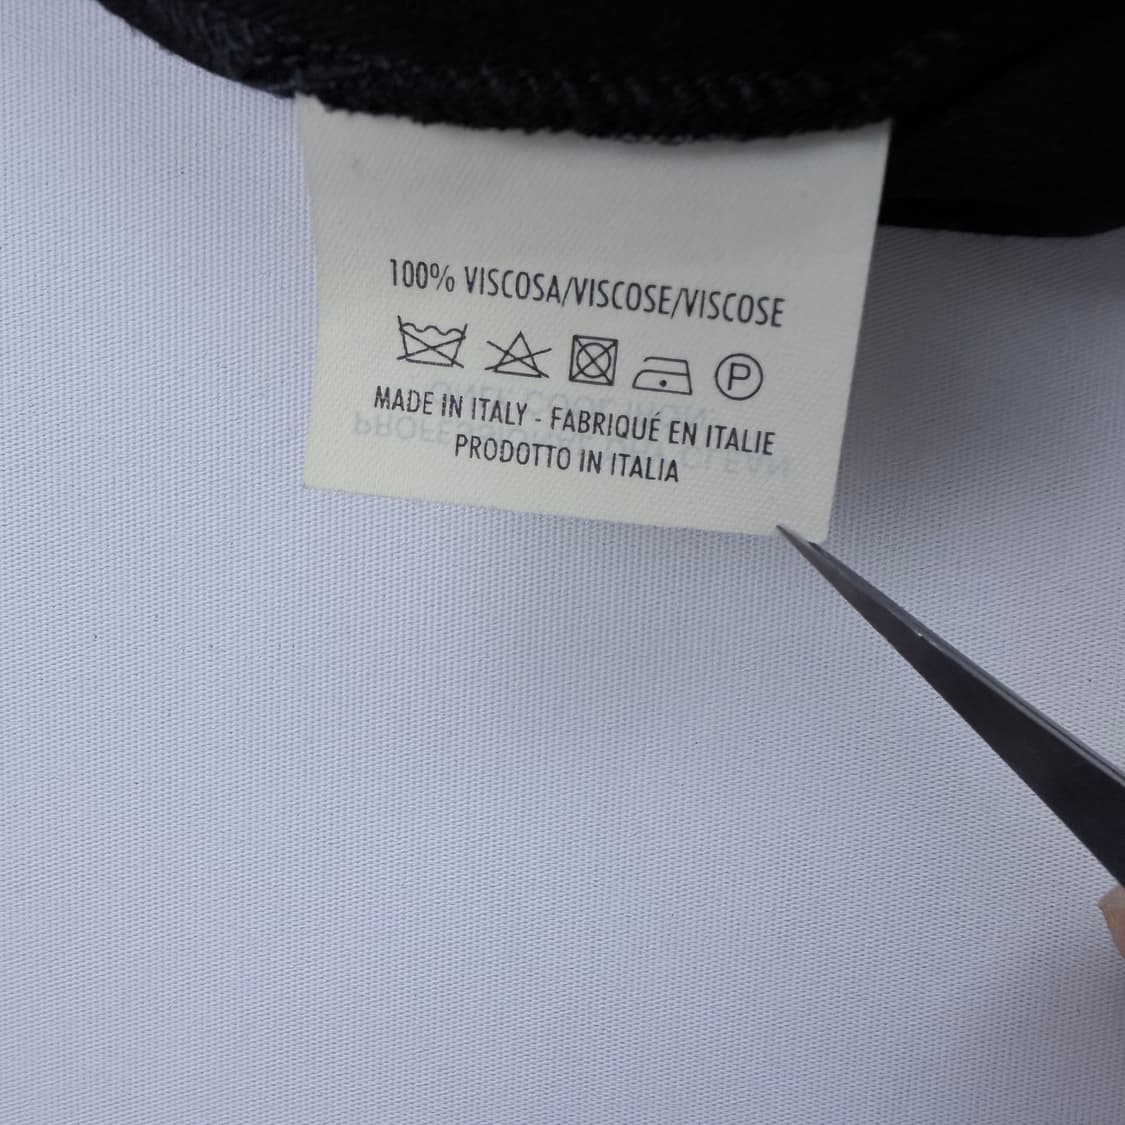 100% VISCOSA/VISCOSE/VISCOSE
P
MADE IN ITALY - FABRIQUÉ EN ITALIE
PRODOTTO IN ITALIA